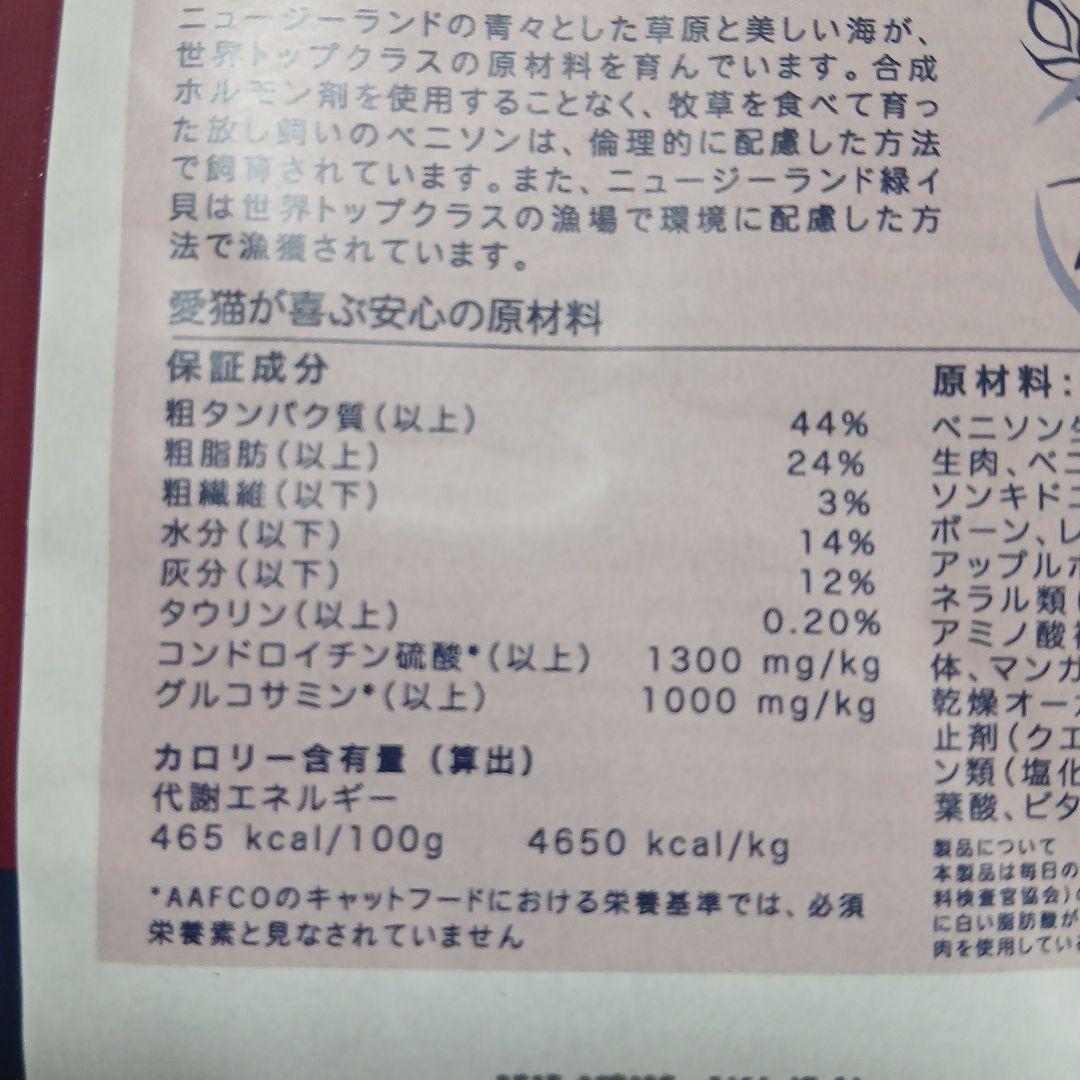 ニュージーランドの青々とした草原と美しい海が、
世界トップクラスの原材料を育んでいます。合成
ホルモン剤を使用することなく、牧草を食べて育っ
た放し飼いのベニソンは、倫理的に配慮した方法
で飼育されています。また、ニュージーランド緑イ
貝は世界トップクラスの漁場で環境に配慮した方
法で漁獲されています。
愛猫が喜ぶ安心の原材料
保証成分
粗タンパク質(以上) 44%
粗脂肪(以上) 24%
粗繊維(以下) 3%
水分(以下) 14%
灰分(以下) 12%
タウリン(以上) 0.20%
コンドロイチン硫酸*(以上) 1300 mg/kg
グルコサミン*(以上) 1000 mg/kg
カロリー含有量(算出)
代謝エネルギー
465 kcal/100g 4650 kcal/kg
*AAFCOのキャットフードにおける栄養基準では、必須
栄養素と見なされていません
原材料:
ベニソン生
生肉、ベニ
ソンキドニ
ボーン、レ
アップルボ
ネラル類(
アミノ酸複
体、マンガ
乾燥オーガ
止剤(クエ
ン類(塩化
葉酸、ビタ
製品について
本製品は毎日の
料検査官協会)の
に白い脂肪酸が
肉を使用している